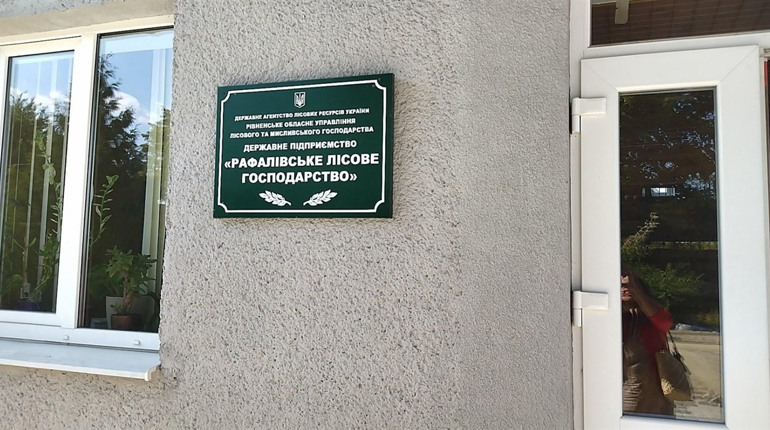 ДЕРЖАВНЕ АГЕНТСТВО ЛІСОВИХ РЕСУРСІВ УКРАЇНИ
РІВНЕНСЬКЕ ОБЛАСНЕ УПРАВЛІННЯ
ЛІСОВОГО ТА МИСЛИВСЬКОГО ГОСПОДАРСТВА
ДЕРЖАВНЕ ПІДПРИЄМСТВО
«РАФАЛІВСЬКЕ ЛІСОВЕ
ГОСПОДАРСТВО»